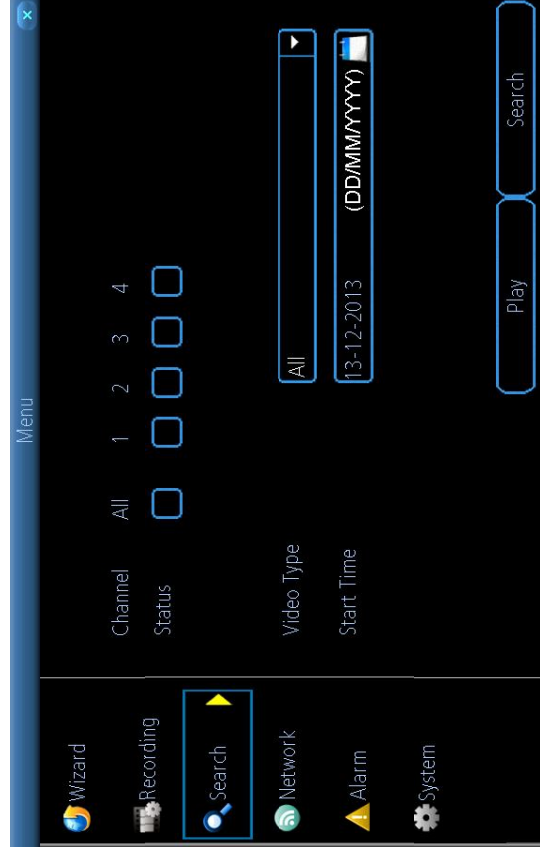 Menu
Wizard
Recording
Search
Network
Alarm
System
Channel All 1 2 3 4
Status
Video Type All
Start Time 13-12-2013 (DD/MM/YYYY)
Play Search